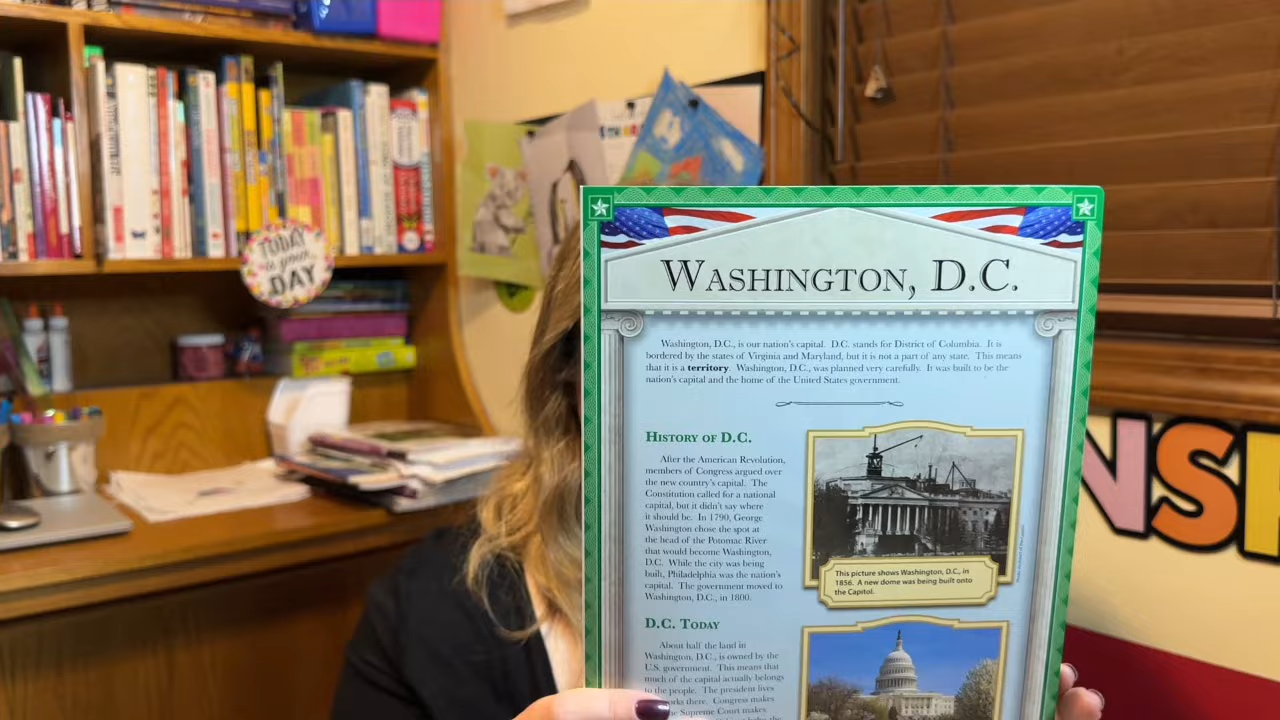 TODAY
is your
DAY
WASHINGTON, D.C.
Washington, D.C., is our nation's capital. D.C. stands for District of Columbia. It is
bordered by the states of Virginia and Maryland, but it is not a part of any state. This means
that it is a territory. Washington, D.C., was planned very carefully. It was built to be the
nation's capital and the home of the United States government.
HISTORY OF D.C.
After the American Revolution,
members of Congress argued over
the new country's capital. The
Constitution called for a national
capital, but it didn't say where
it should be. In 1790, George
Washington chose the spot at
the head of the Potomac River
that would become Washington,
D.C. While the city was being
built, Philadelphia was the nation's
capital. The government moved to
Washington, D.C., in 1800.
This picture shows Washington, D.C., in
1856. A new dome was being built onto
the Capitol.
D.C. TODAY
About half the land in
Washington, D.C., is owned by the
U.S. government. This means that
much of the capital actually belongs
to the people. The president lives
works there. Congress makes
Supreme Court makes
NSI